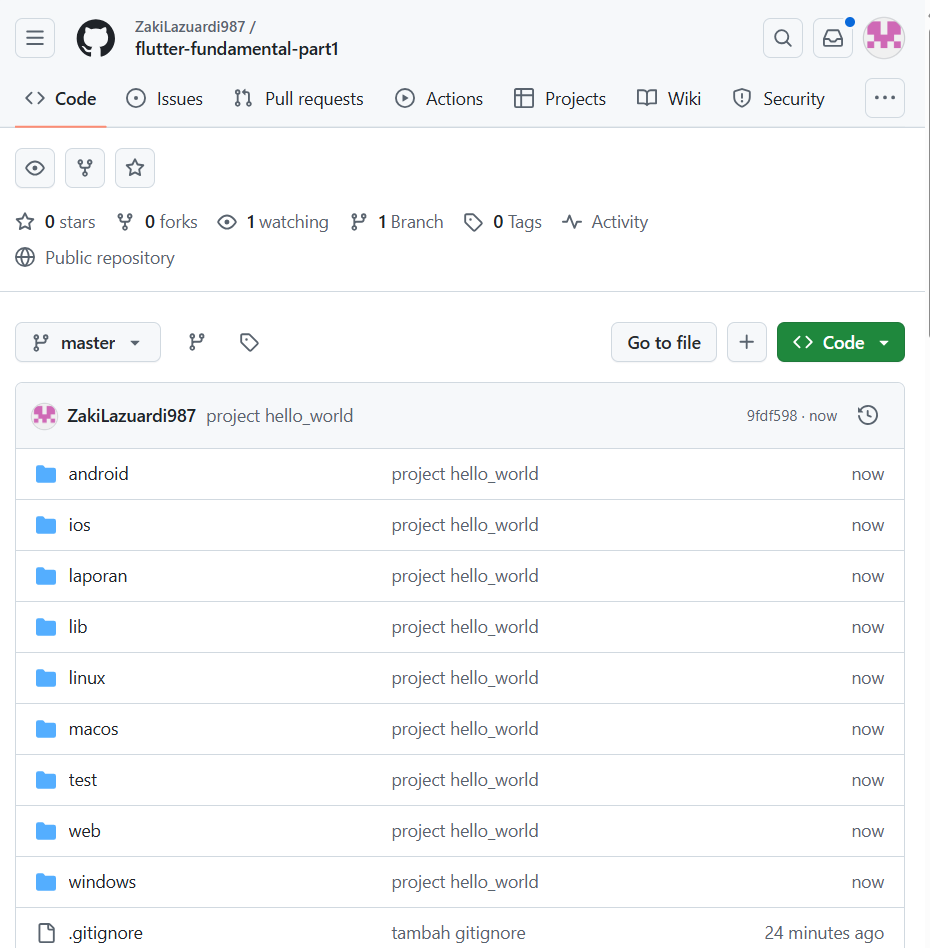 ZakiLazuardi987 /
flutter-fundamental-part1
Code Issues Pull requests Actions Projects Wiki Security
0 stars 0 forks 1 watching 1 Branch 0 Tags Activity
Public repository
master Go to file Code
ZakiLazuardi987 project hello_world 9fdf598 · now
android project hello_world now
ios project hello_world now
laporan project hello_world now
lib project hello_world now
linux project hello_world now
macos project hello_world now
test project hello_world now
web project hello_world now
windows project hello_world now
.gitignore tambah gitignore 24 minutes ago